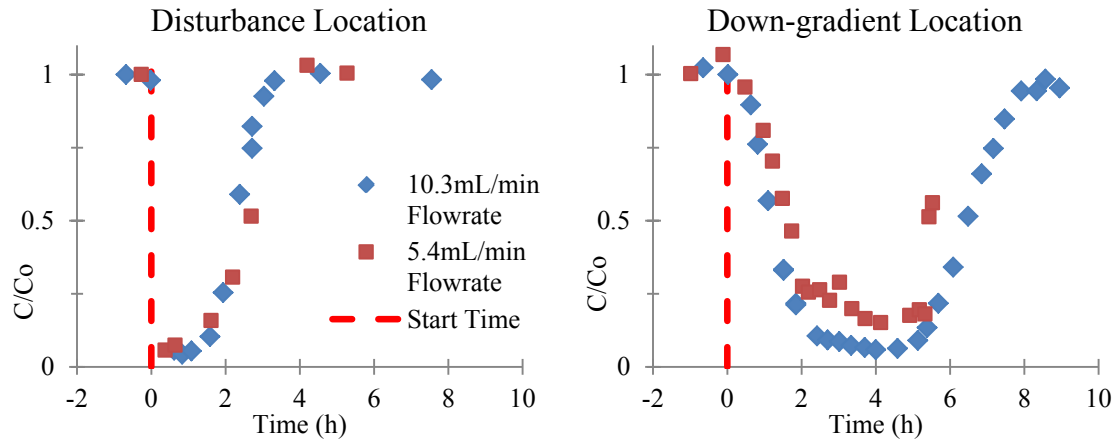 Disturbance Location
C/Co
1
0.5
0
-2
0
2
4
6
8
10
Time (h)
10.3mL/min
Flowrate
5.4mL/min
Flowrate
Start Time
Down-gradient Location
C/Co
1
0.5
0
-2
0
2
4
6
8
10
Time (h)